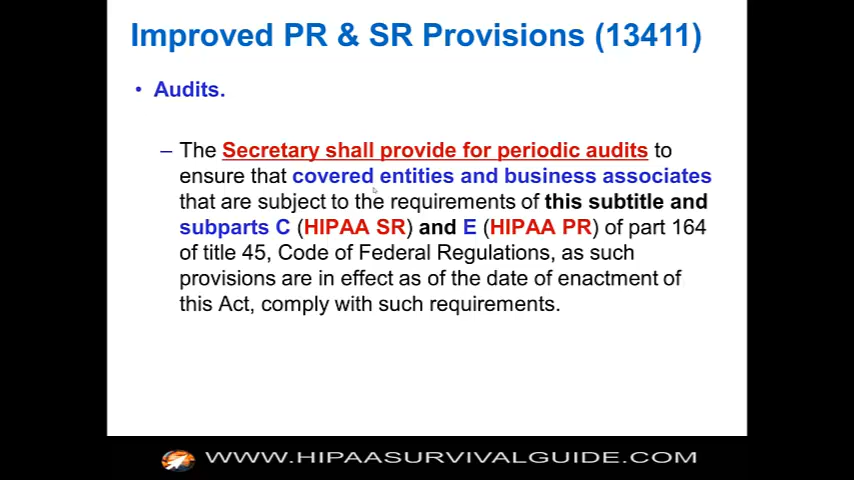 Improved PR & SR Provisions (13411)
• Audits.
– The Secretary shall provide for periodic audits to
ensure that covered entities and business associates
that are subject to the requirements of this subtitle and
subparts C (HIPAA SR) and E (HIPAA PR) of part 164
of title 45, Code of Federal Regulations, as such
provisions are in effect as of the date of enactment of
this Act, comply with such requirements.
WWW.HIPAASURVIVALGUIDE.COM